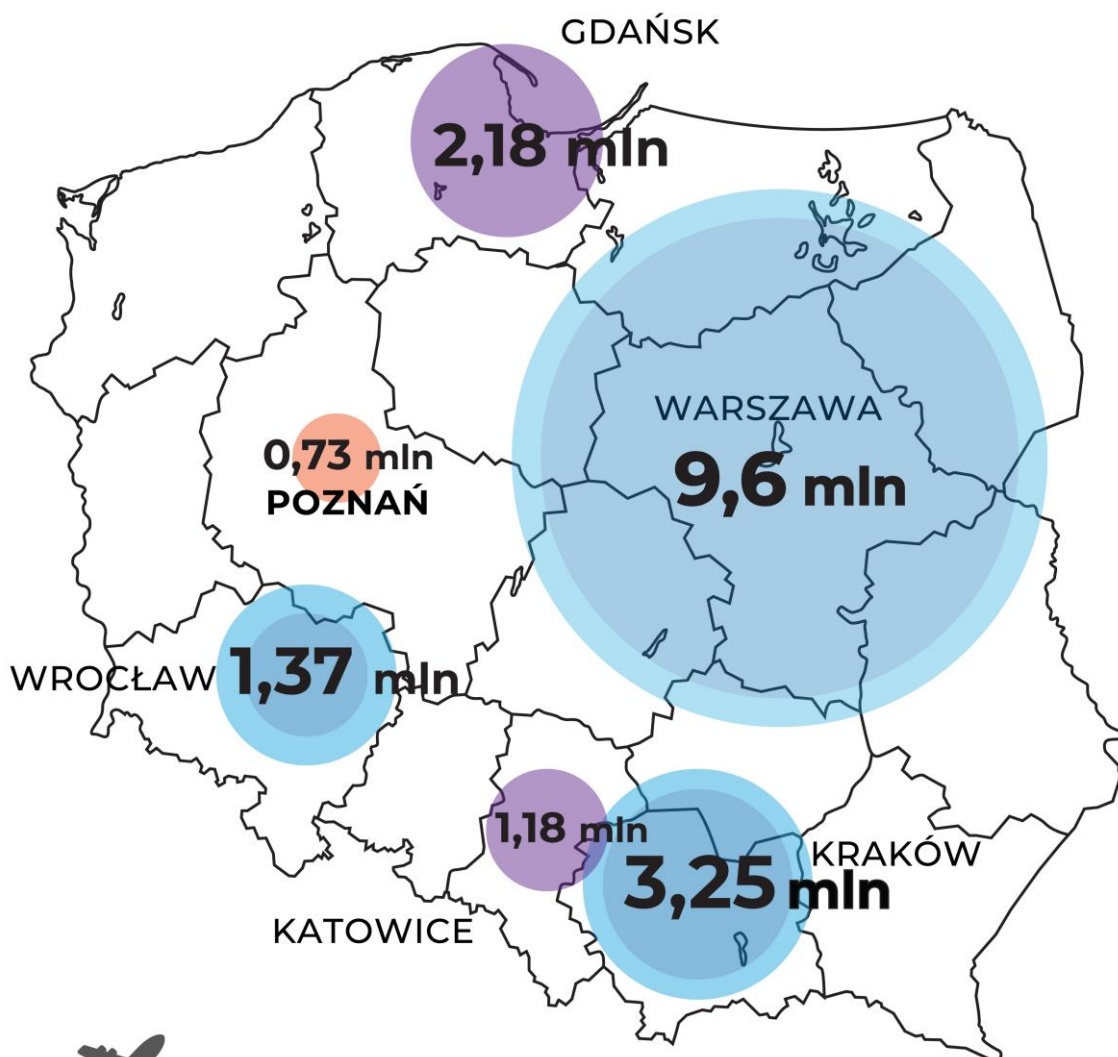 GDAŃSK
2,18 mln
WARSZAWA
9,6 mln
0,73 mln
POZNAŃ
WROCŁAW 1,37 mln
1,18 mln
KRAKÓW
3,25 mln
KATOWICE